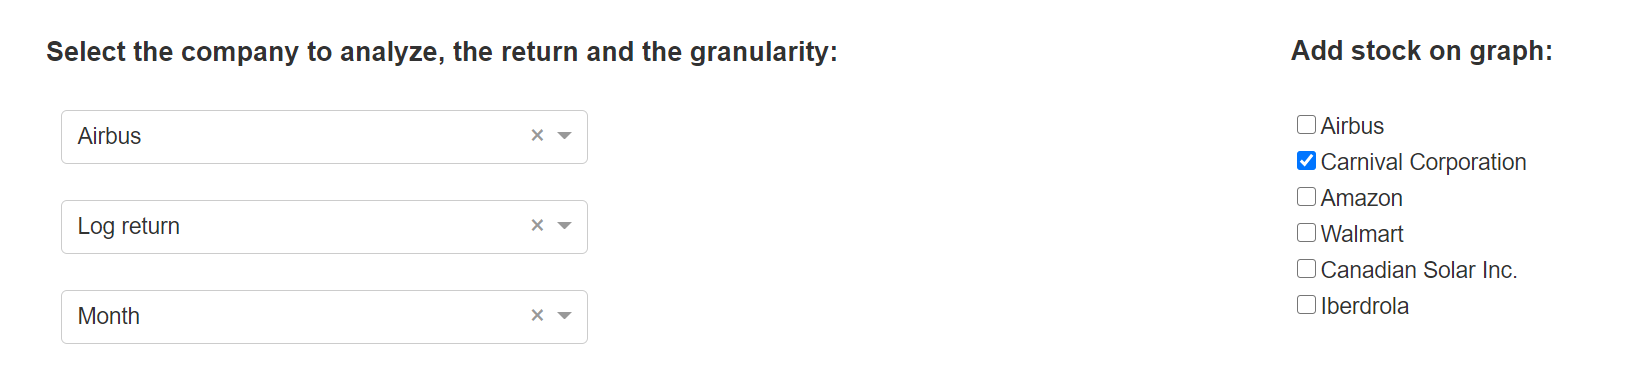 Select the company to analyze, the return and the granularity:
Airbus
Log return
Month
Add stock on graph:
Airbus
Carnival Corporation
Amazon
Walmart
Canadian Solar Inc.
Iberdrola